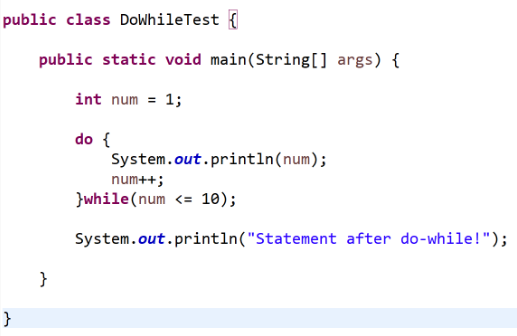 public class DoWhileTest {
public static void main(String[] args) {
int num = 1;
do {
System.out.println(num);
num++;
}while(num <= 10);
System.out.println("Statement after do-while!");
}
}